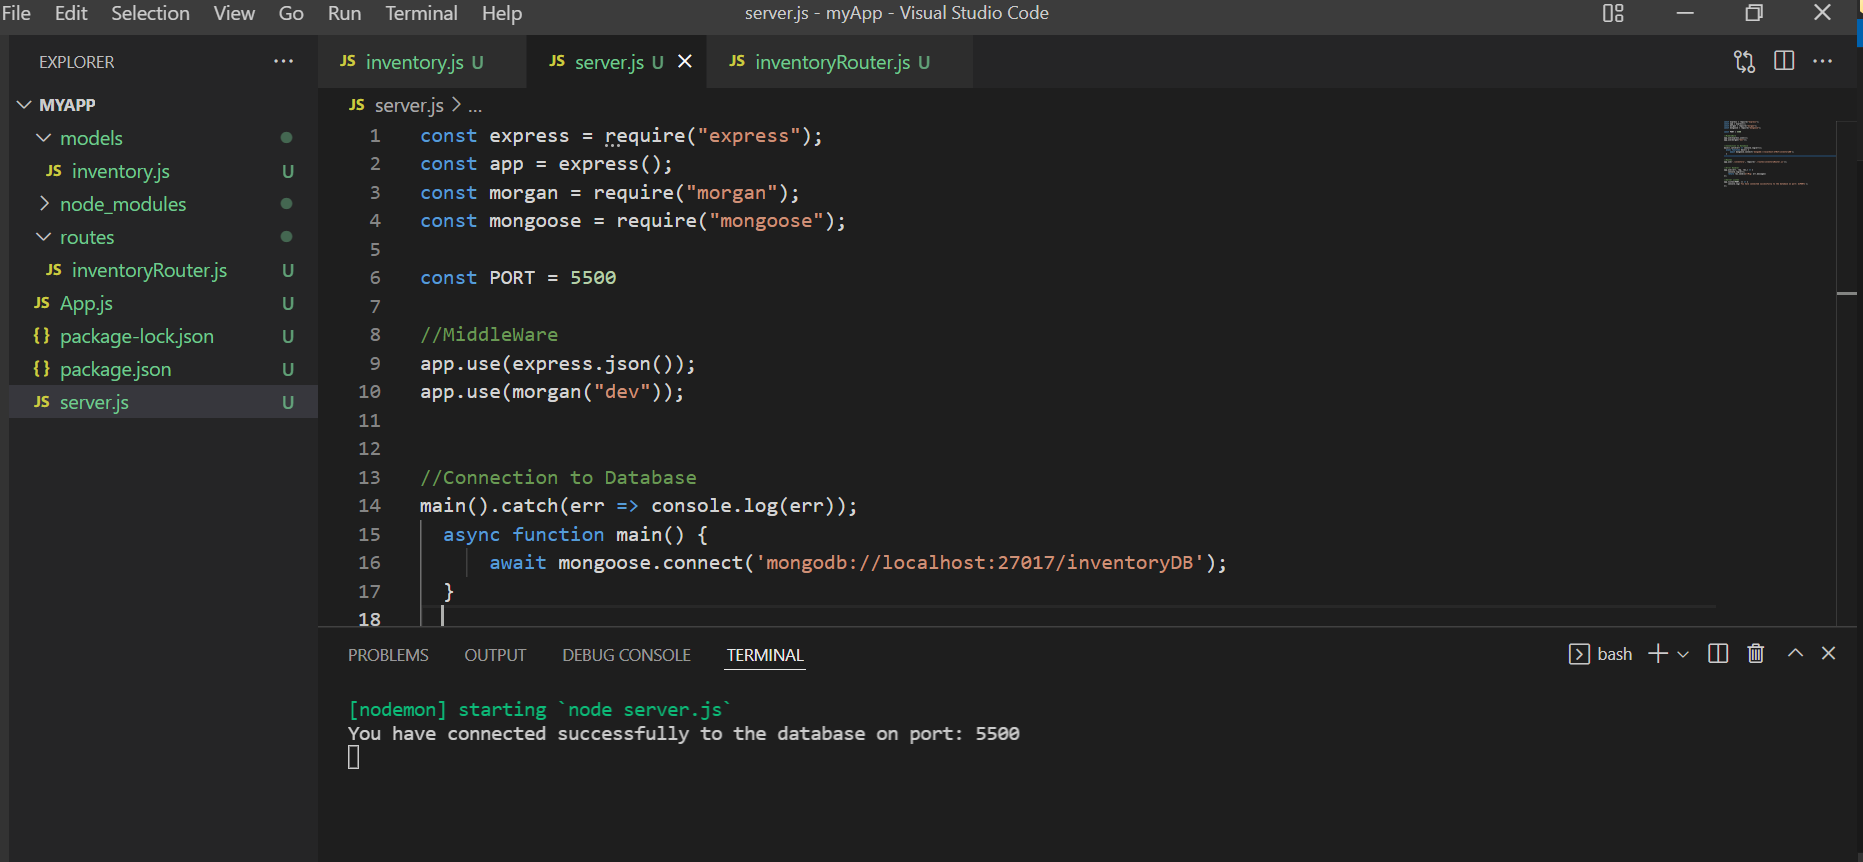 File Edit Selection View Go Run Terminal Help server.js - myApp - Visual Studio Code
EXPLORER ...
JS inventory.js U JS server.js U JS inventoryRouter.js U
MYAPP
models
JS inventory.js U
node_modules
routes
JS inventoryRouter.js U
JS App.js U
{} package-lock.json U
{} package.json U
JS server.js U
JS server.js > ...
1 const express = require("express");
2 const app = express();
3 const morgan = require("morgan");
4 const mongoose = require("mongoose");
5
6 const PORT = 5500
7
8 //MiddleWare
9 app.use(express.json());
10 app.use(morgan("dev"));
11
12
13 //Connection to Database
14 main().catch(err => console.log(err));
15 async function main() {
16 await mongoose.connect('mongodb://localhost:27017/inventoryDB');
17 }
18
PROBLEMS OUTPUT DEBUG CONSOLE TERMINAL bash
[nodemon] starting `node server.js`
You have connected successfully to the database on port: 5500